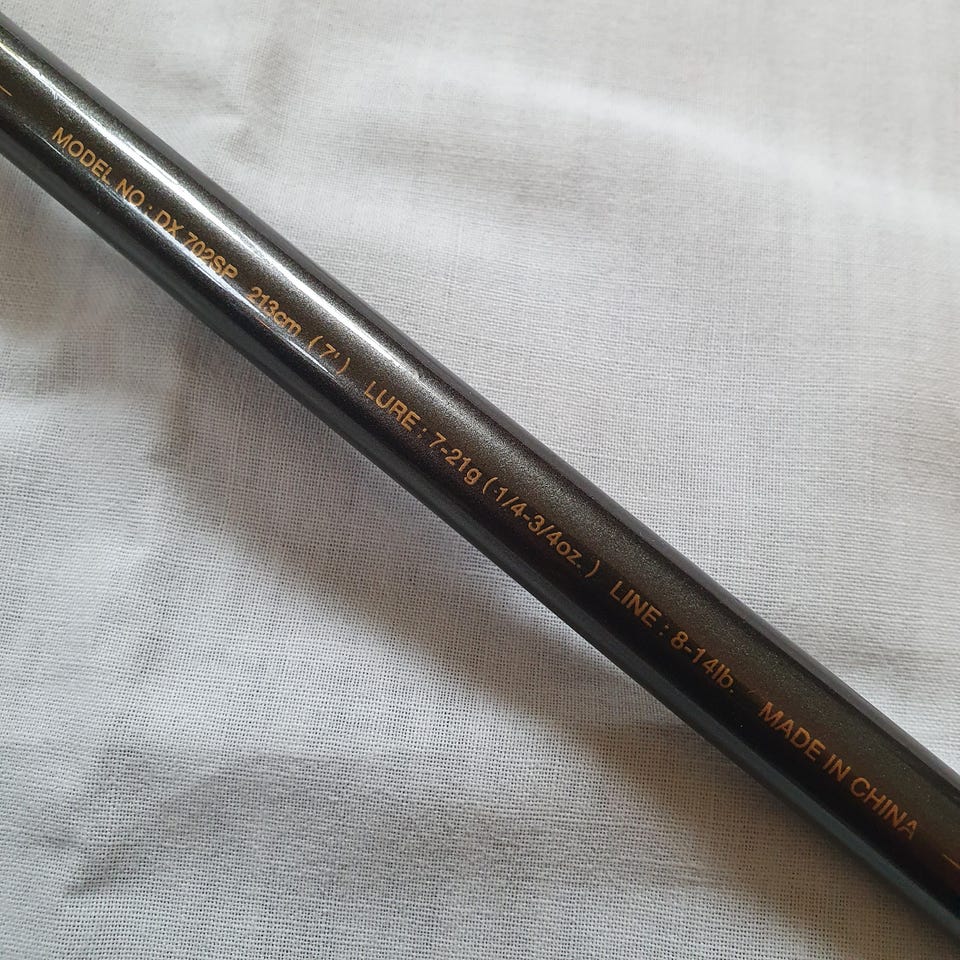 MODEL NO.: DX 702SP 213cm (7') LURE: 7-21g (1/4-3/4oz.) LINE: 8-14lb. MADE IN CHINA